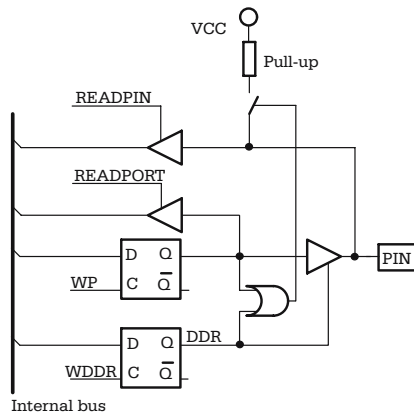 VCC
Pull-up
READPIN
READPORT
D Q
WP C Q
PIN
D Q DDR
WDDR C Q
Internal bus